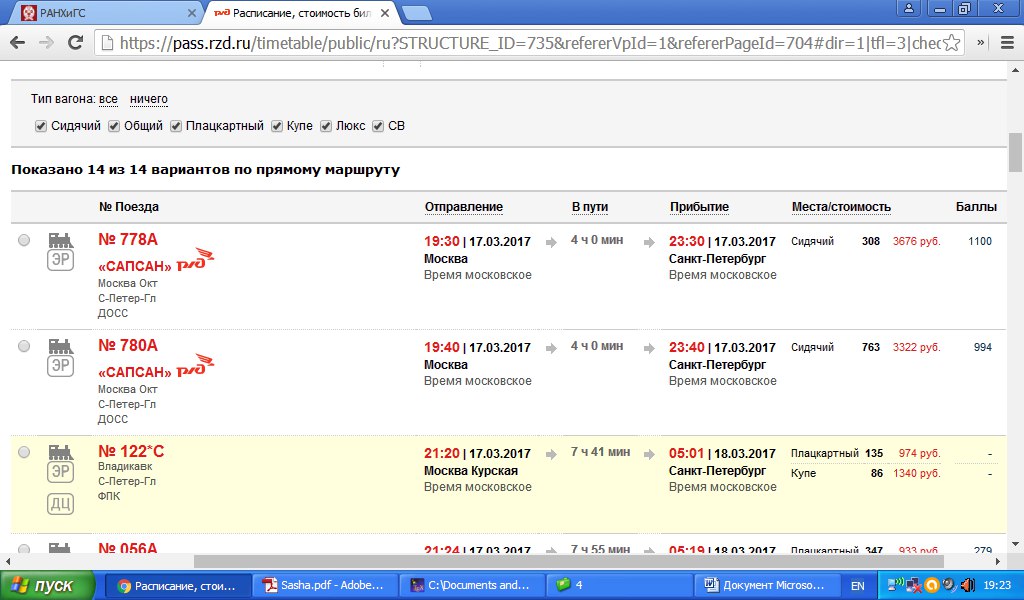 РАНХиГС
Расписание, стоимость бил
https://pass.rzd.ru/timetable/public/ru?STRUCTURE_ID=735&refererVpId=1&refererPageId=704#dir=1|tfl=3|chec
Тип вагона: все ничего
Сидячий Общий Плацкартный Купе Люкс СВ
Показано 14 из 14 вариантов по прямому маршруту
№ Поезда Отправление В пути Прибытие Места/стоимость Баллы
№ 778А 19:30 | 17.03.2017 4 ч 0 мин 23:30 | 17.03.2017 Сидячий 308 3676 руб. 1100
ЭР «САПСАН» РЖД Москва Санкт-Петербург
Москва Окт Время московское Время московское
С-Петер-Гл
ДОСС
№ 780А 19:40 | 17.03.2017 4 ч 0 мин 23:40 | 17.03.2017 Сидячий 763 3322 руб. 994
ЭР «САПСАН» РЖД Москва Санкт-Петербург
Москва Окт Время московское Время московское
С-Петер-Гл
ДОСС
№ 122*С 21:20 | 17.03.2017 7 ч 41 мин 05:01 | 18.03.2017 Плацкартный 135 974 руб. -
ЭР Владикавк Москва Курская Санкт-Петербург Купе 86 1340 руб. -
С-Петер-Гл Время московское Время московское
ДЦ ФПК
№ 056А 21:24 | 17.03.2017 7 ч 55 мин 05:19 | 18.03.2017 Плацкартный 347 933 руб. 279
пуск Расписание, стои... Sasha.pdf - Adobe... C:\Documents and... 4 Документ Microso... EN 19:23